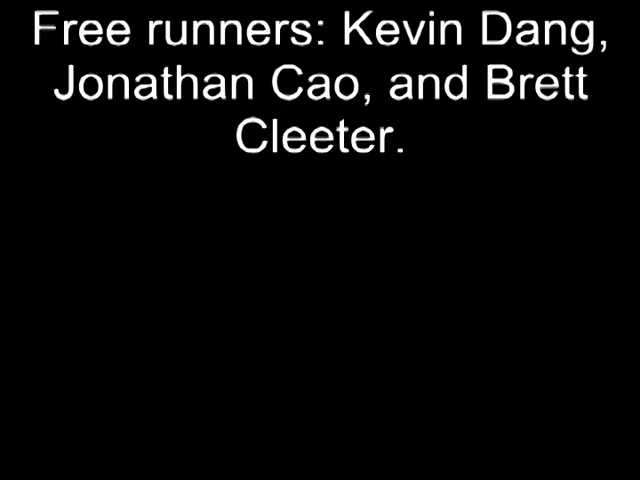 Free runners: Kevin Dang,
Jonathan Cao, and Brett
Cleeter.